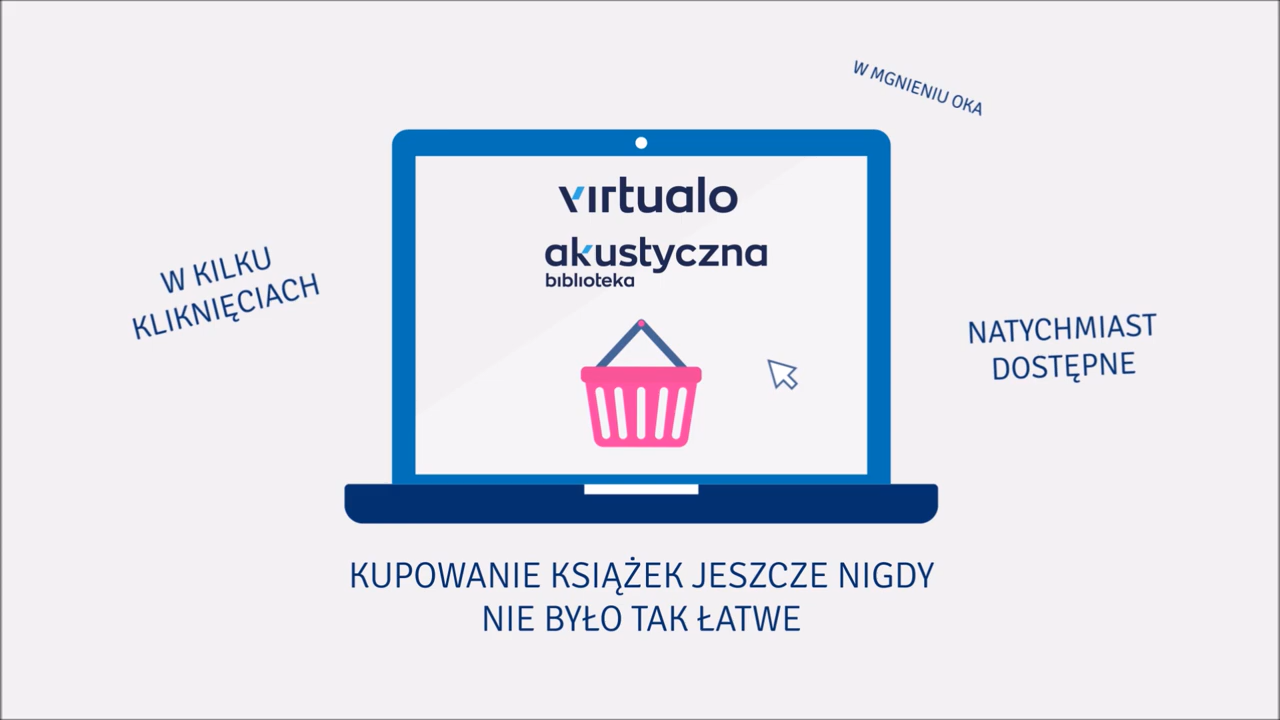 W MGNIENIU OKA
virtualo
akustyczna
biblioteka
W KILKU
KLIKNIĘCIACH
NATYCHMIAST
DOSTĘPNE
KUPOWANIE KSIĄŻEK JESZCZE NIGDY
NIE BYŁO TAK ŁATWE